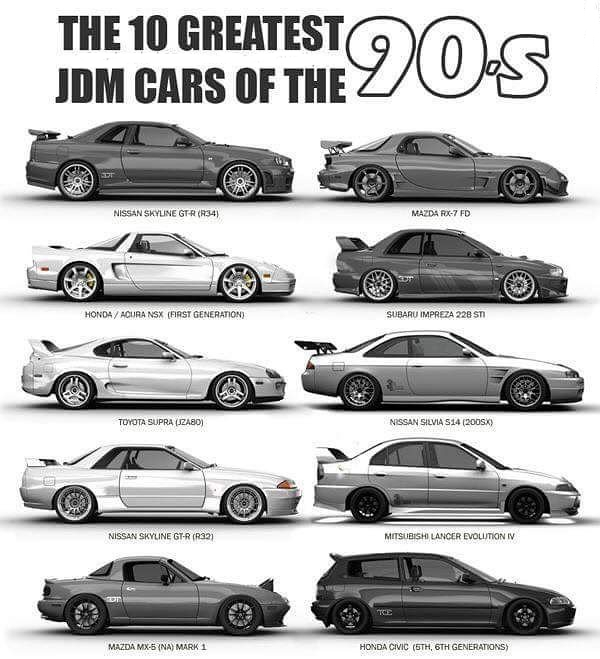 THE 10 GREATEST
JDM CARS OF THE 90's
NISSAN SKYLINE GT-R (R34)
MAZDA RX-7 FD
HONDA / ACURA NSX (FIRST GENERATION)
SUBARU IMPREZA 22B STI
TOYOTA SUPRA (JZA80)
NISSAN SILVIA S14 (200SX)
NISSAN SKYLINE GT-R (R32)
MITSUBISHI LANCER EVOLUTION IV
MAZDA MX-5 (NA) MARK 1
HONDA CIVIC (5TH, 6TH GENERATIONS)